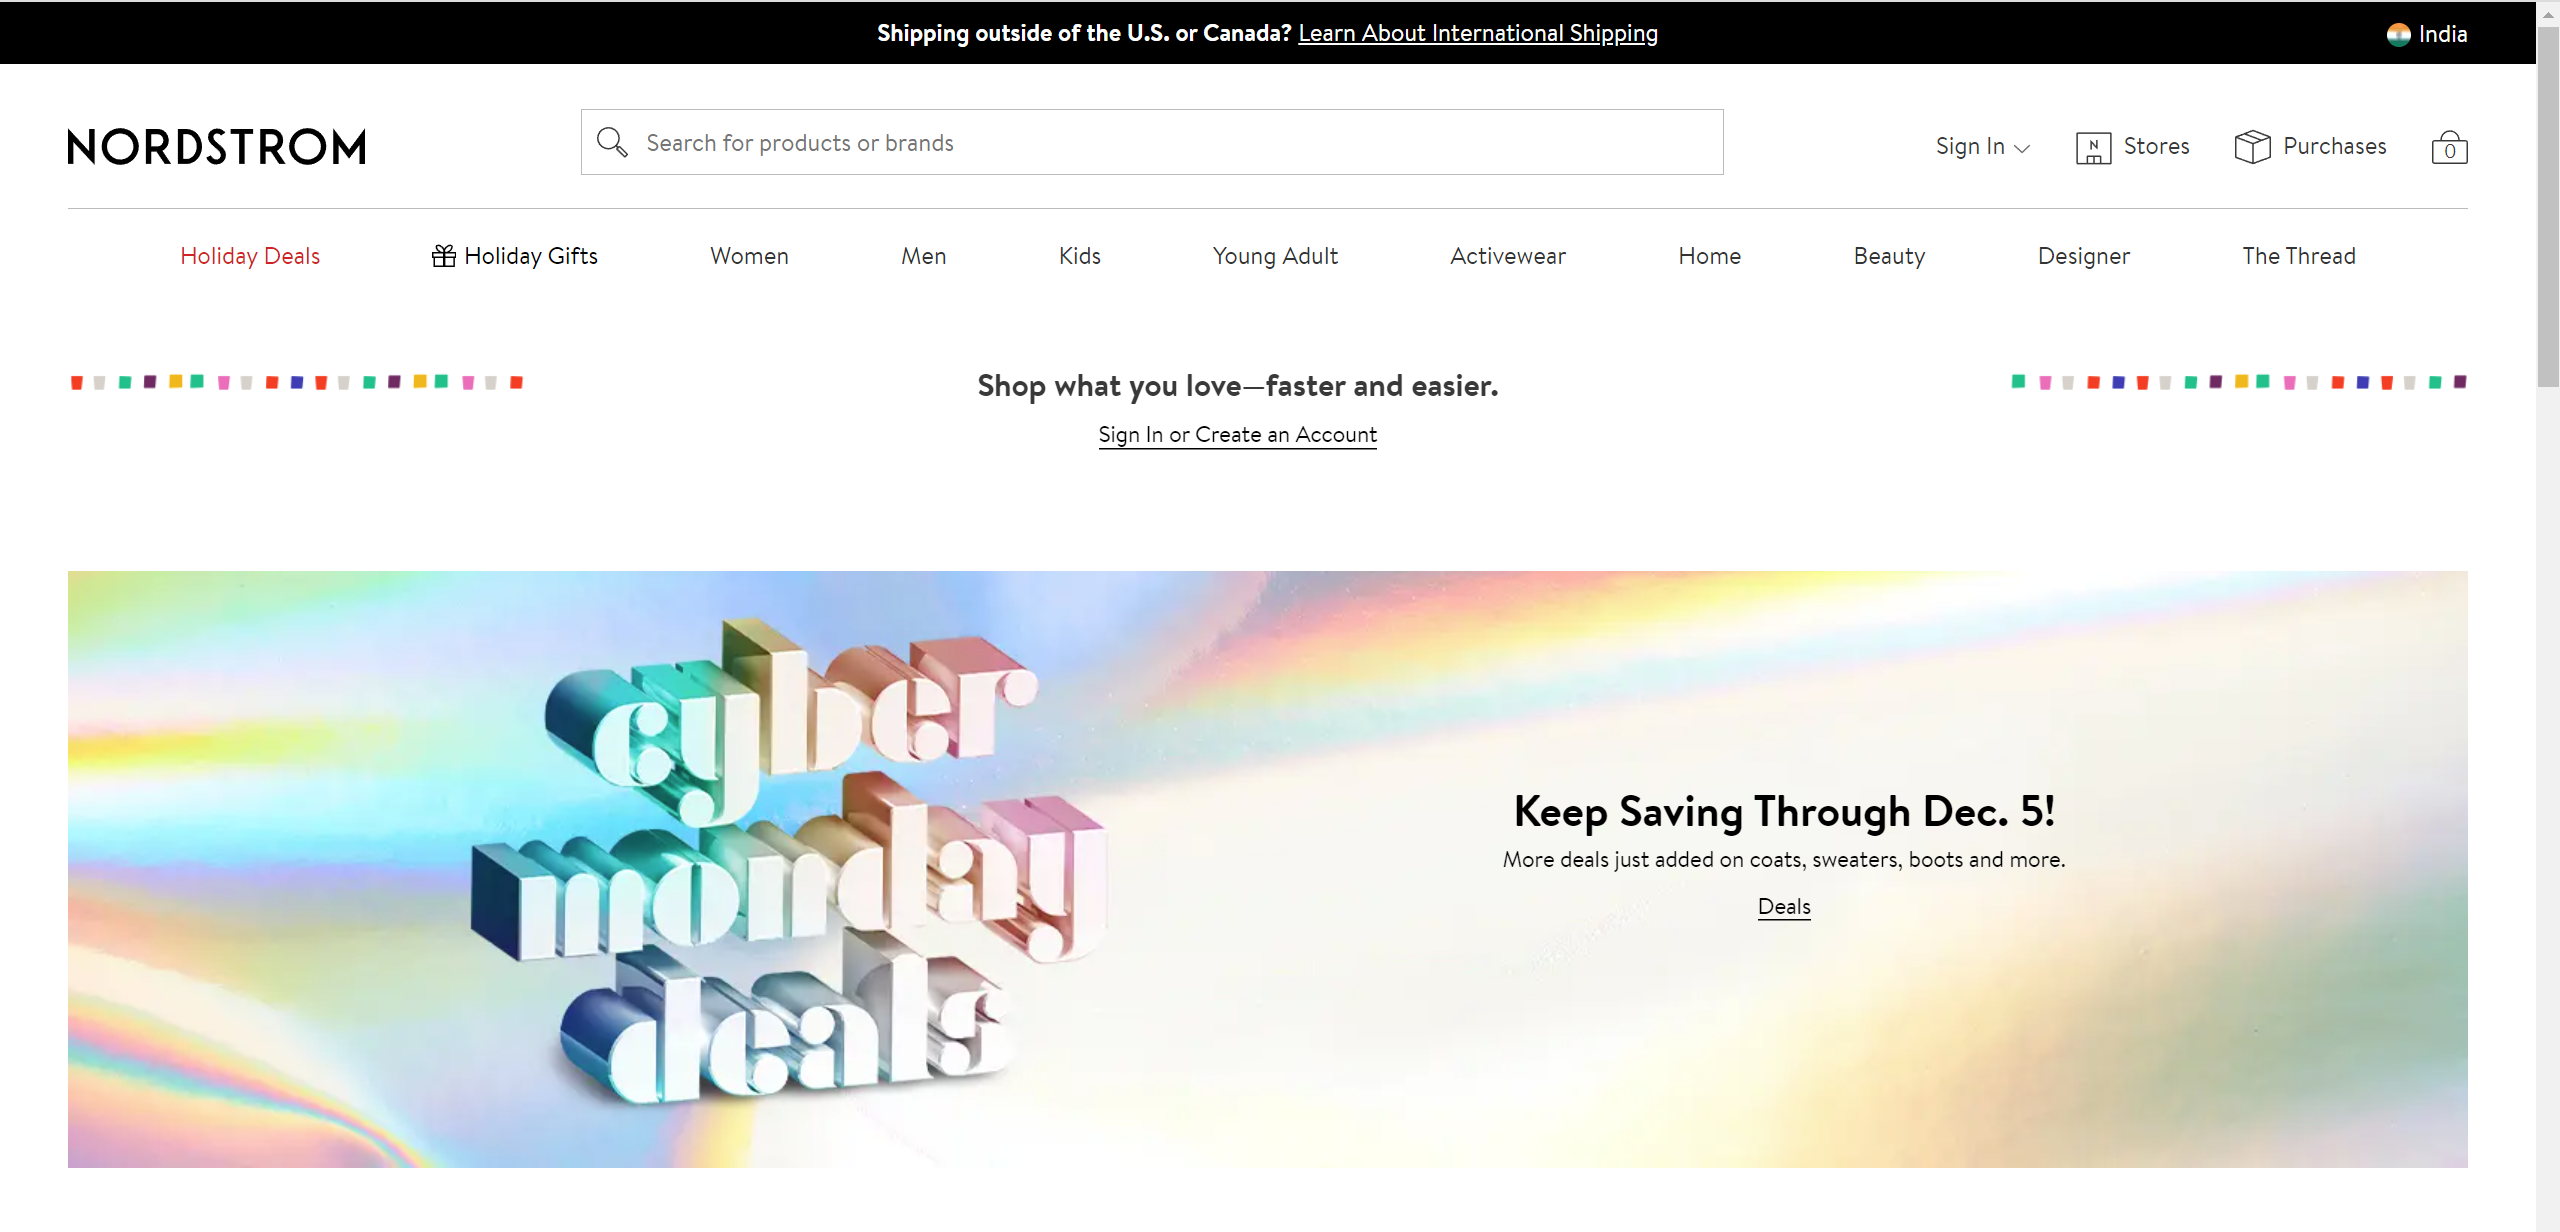 Shipping outside of the U.S. or Canada? Learn About International Shipping
India
NORDSTROM
Search for products or brands
Sign In
N
Stores
Purchases
0
Holiday Deals
Holiday Gifts
Women
Men
Kids
Young Adult
Activewear
Home
Beauty
Designer
The Thread
Shop what you love—faster and easier.
Sign In or Create an Account
cyber
monday
deals
Keep Saving Through Dec. 5!
More deals just added on coats, sweaters, boots and more.
Deals